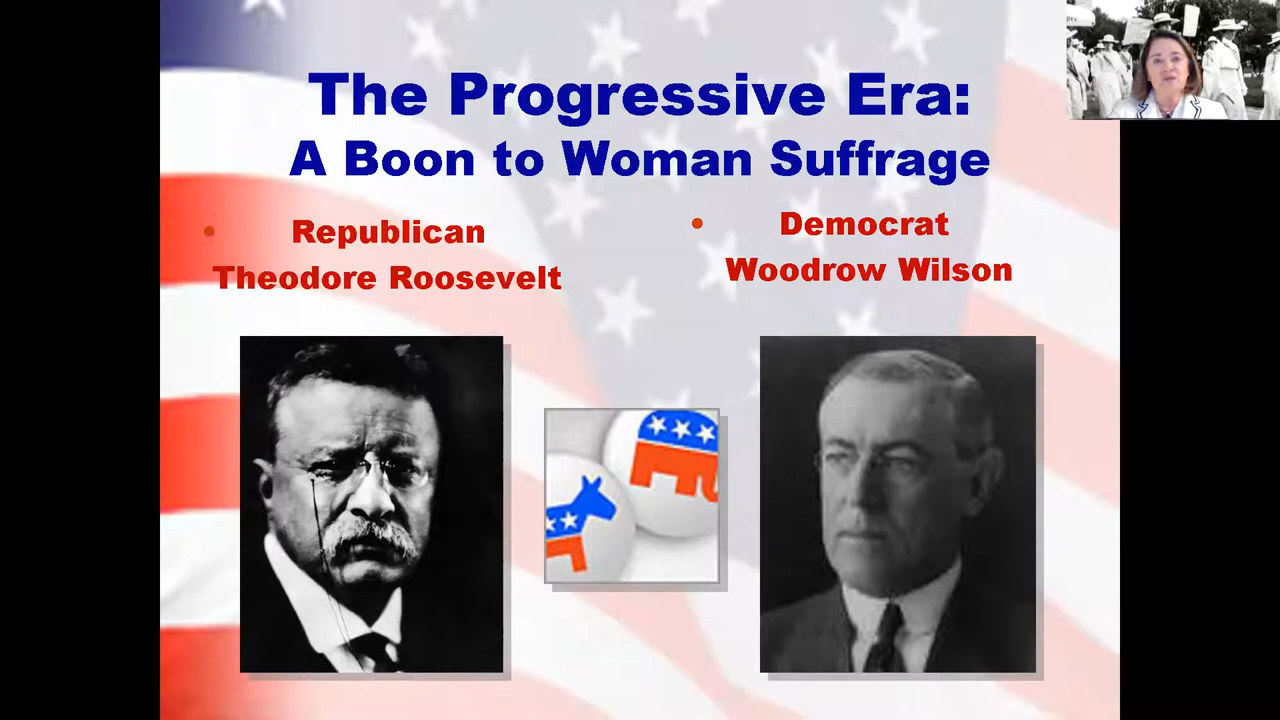 The Progressive Era:
A Boon to Woman Suffrage
• Republican
Theodore Roosevelt
• Democrat
Woodrow Wilson